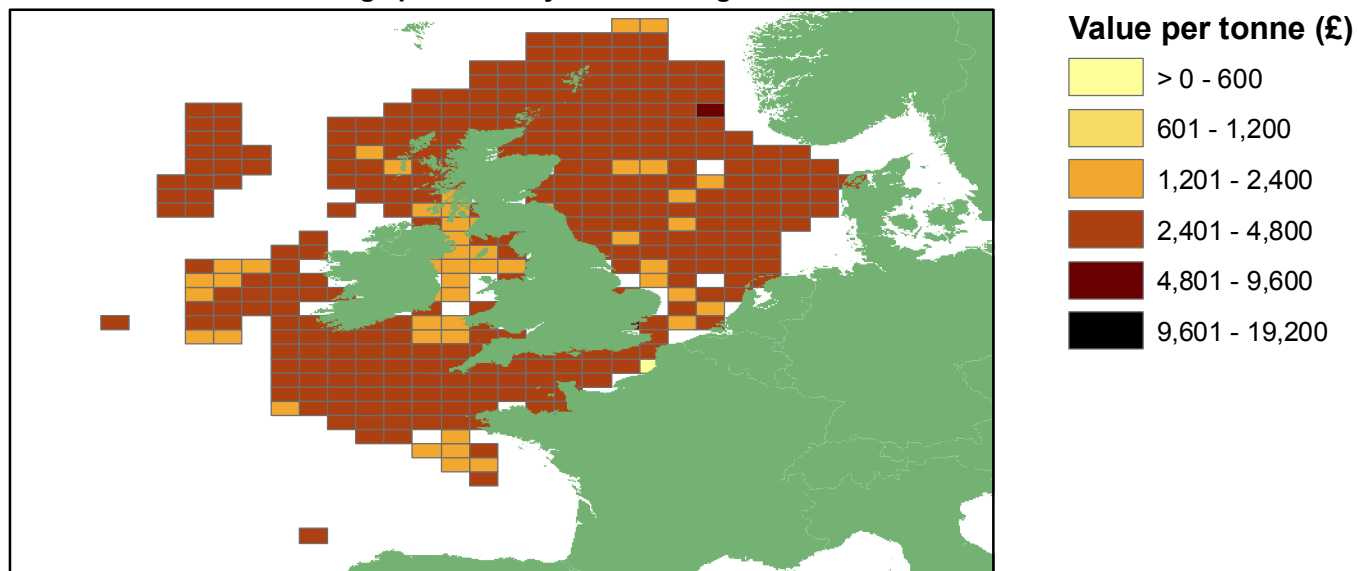 Value per tonne (£)
> 0 - 600
601 - 1,200
1,201 - 2,400
2,401 - 4,800
4,801 - 9,600
9,601 - 19,200